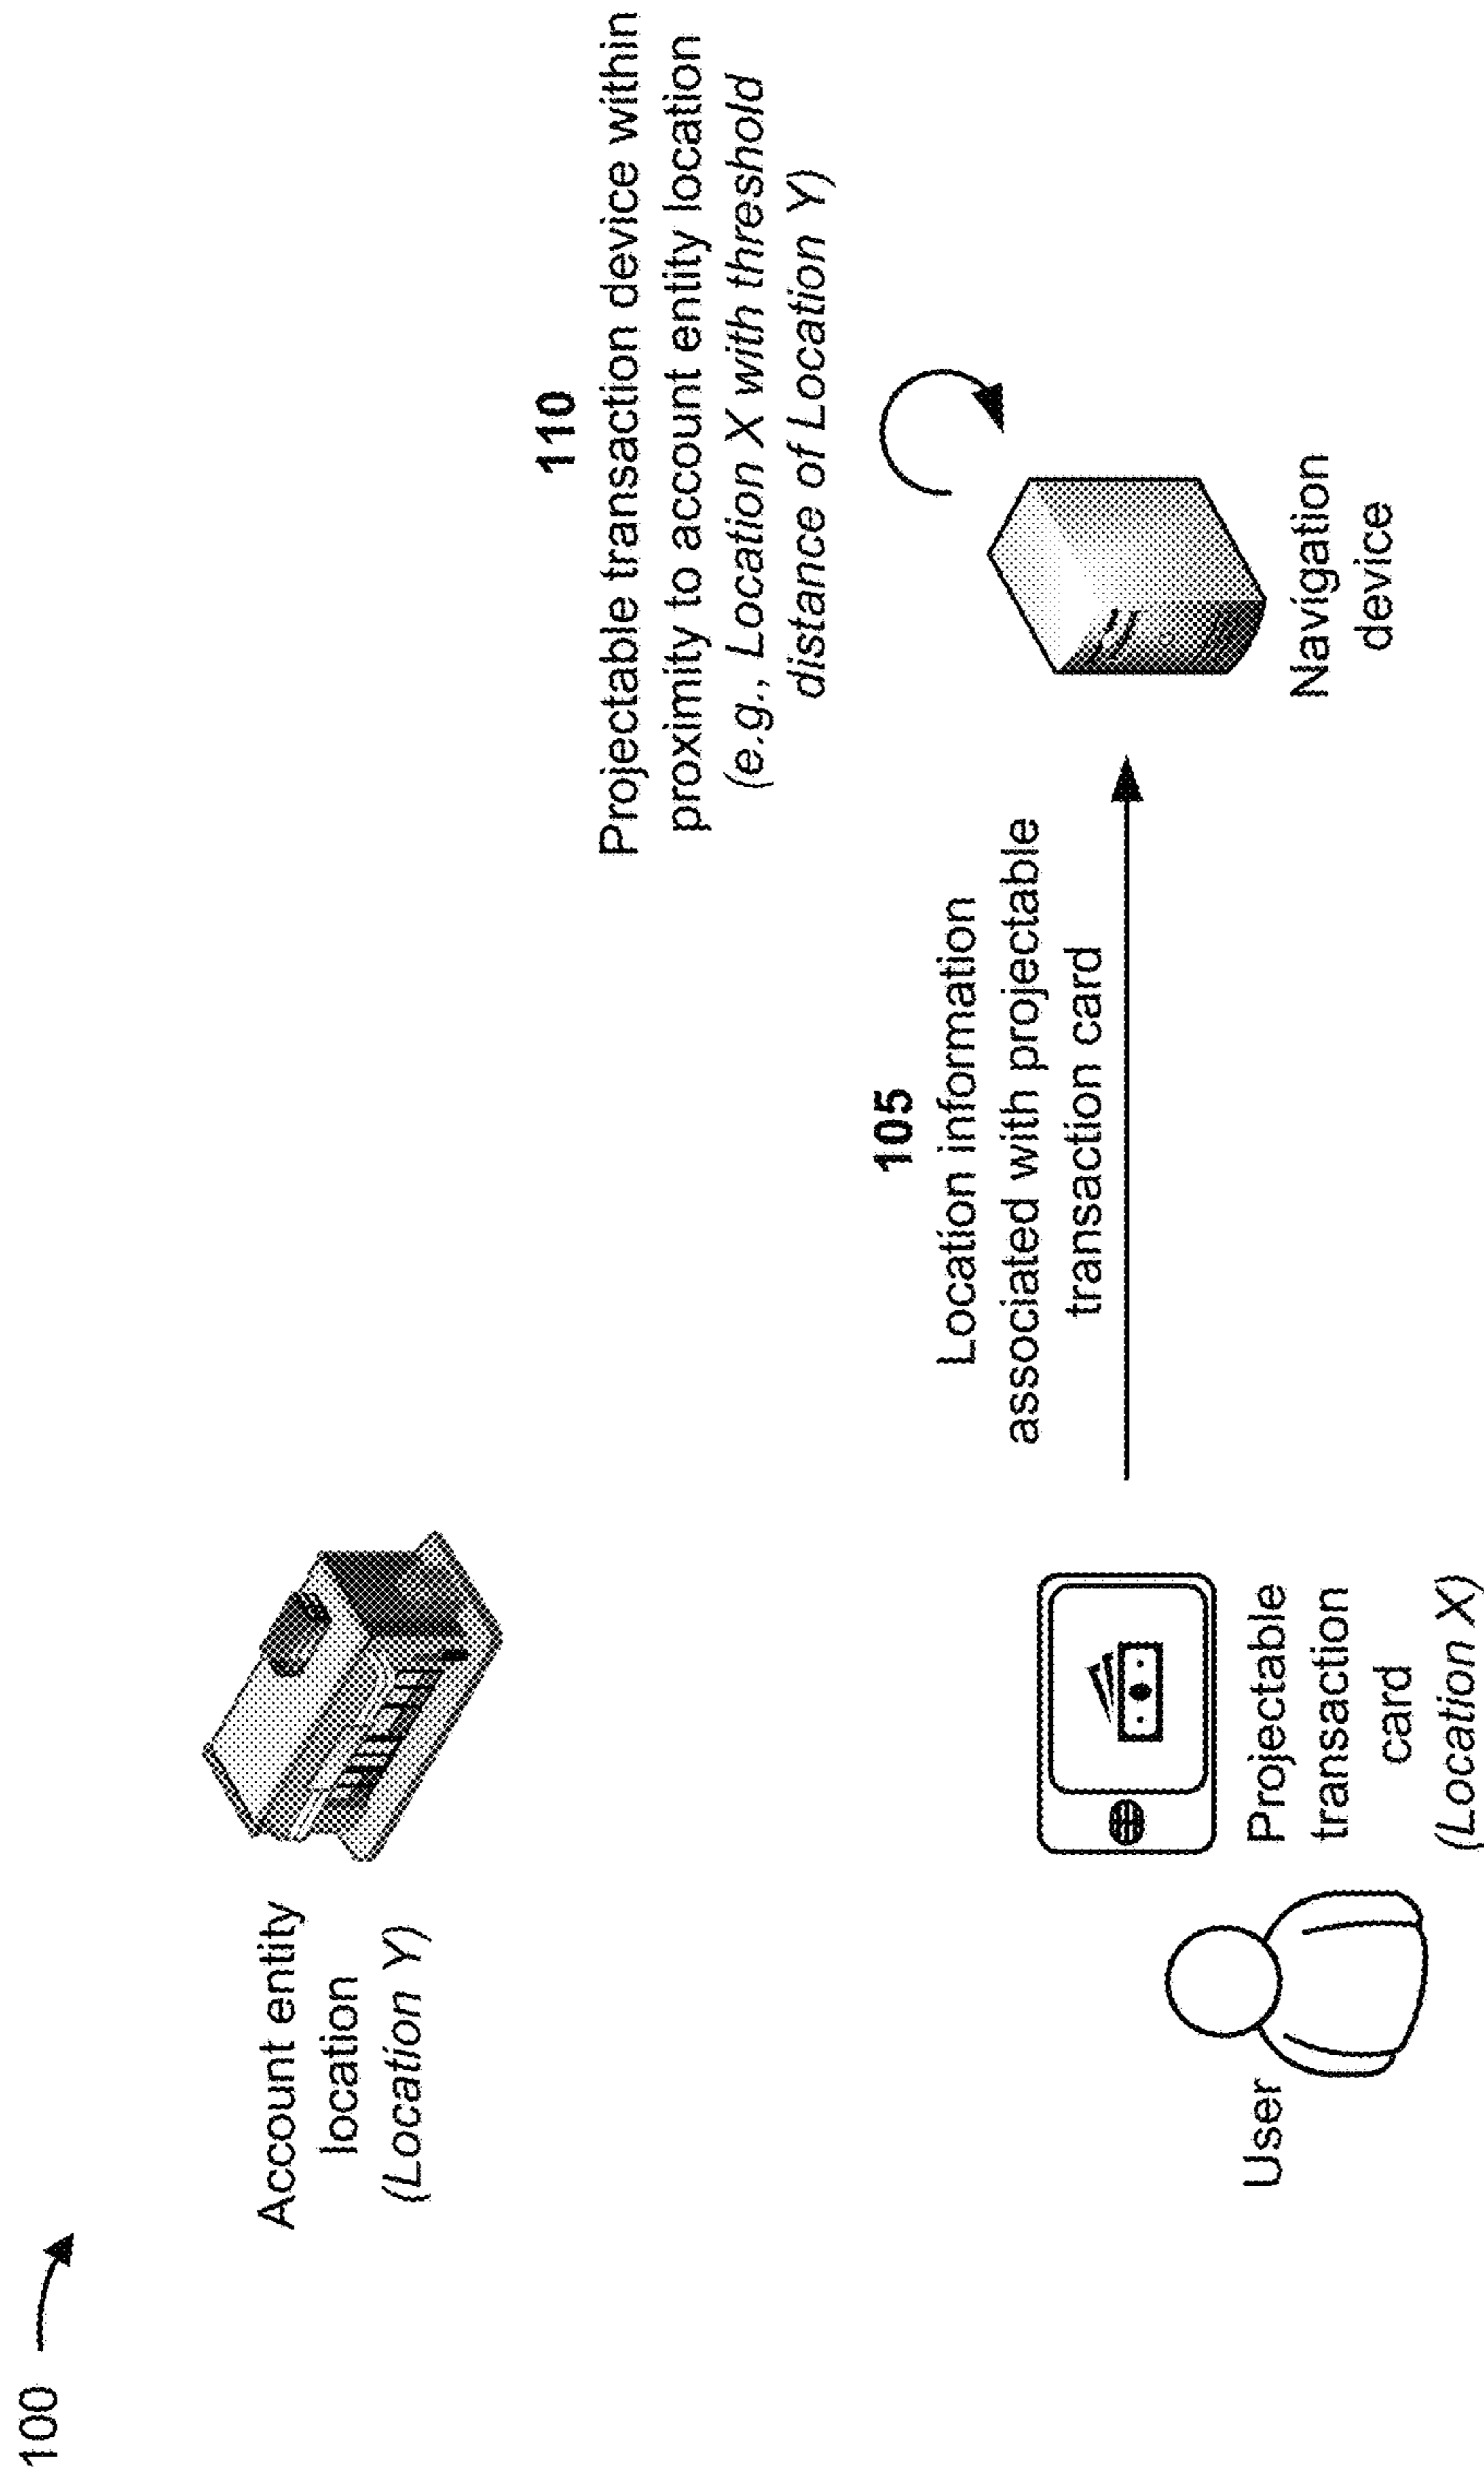 100
Account entity
location
(Location Y)
110
Projectable transaction device within
proximity to account entity location
(e.g., Location X with threshold
distance of Location Y)
105
Location information
associated with projectable
transaction card
User
Projectable
transaction
card
(Location X)
Navigation
device